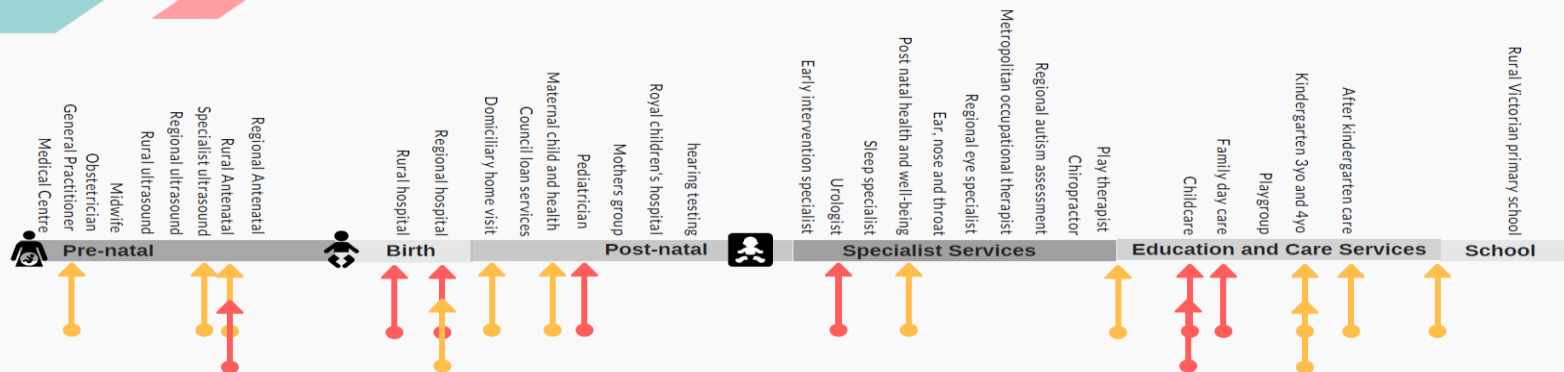 Medical Centre
General Practitioner
Obstetrician
Midwife
Rural ultrasound
Regional ultrasound
Specialist ultrasound
Rural Antenatal
Regional Antenatal
Rural hospital
Regional hospital
Domiciliary home visit
Council loan services
Maternal child and health
Pediatrician
Mothers group
Royal children's hospital
hearing testing
Early intervention specialist
Urologist
Sleep specialist
Post natal health and well-being
Ear, nose and throat
Regional eye specialist
Metropolitan occupational therapist
Regional autism assessment
Chiropractor
Play therapist
Childcare
Family day care
Playgroup
Kindergarten 3yo and 4yo
After kindergarten care
Rural Victorian primary school
Pre-natal
Birth
Post-natal
Specialist Services
Education and Care Services
School